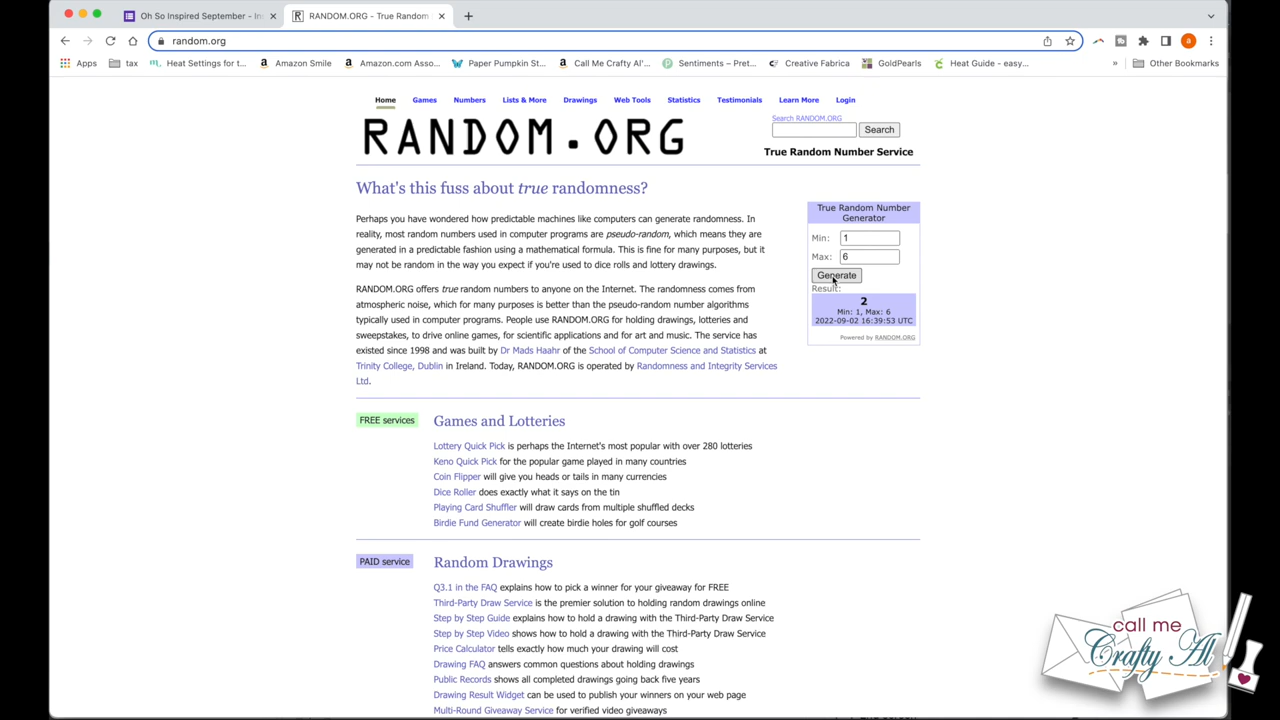 Oh So Inspired September - In
RANDOM.ORG - True Random
random.org
a
Apps
tax
Heat Settings for t...
Amazon Smile
Amazon.com Asso...
Paper Pumpkin St...
Call Me Crafty Al'...
Sentiments – Pret...
Creative Fabrica
GoldPearls
Heat Guide - easy...
»
Other Bookmarks
Home Games Numbers Lists & More Drawings Web Tools Statistics Testimonials Learn More Login
RANDOM.ORG
Search RANDOM.ORG
Search
True Random Number Service
What's this fuss about true randomness?
Perhaps you have wondered how predictable machines like computers can generate randomness. In
reality, most random numbers used in computer programs are pseudo-random, which means they are
generated in a predictable fashion using a mathematical formula. This is fine for many purposes, but it
may not be random in the way you expect if you're used to dice rolls and lottery drawings.
RANDOM.ORG offers true random numbers to anyone on the Internet. The randomness comes from
atmospheric noise, which for many purposes is better than the pseudo-random number algorithms
typically used in computer programs. People use RANDOM.ORG for holding drawings, lotteries and
sweepstakes, to drive online games, for scientific applications and for art and music. The service has
existed since 1998 and was built by Dr Mads Haahr of the School of Computer Science and Statistics at
Trinity College, Dublin in Ireland. Today, RANDOM.ORG is operated by Randomness and Integrity Services
Ltd.
True Random Number
Generator
Min: 1
Max: 6
Generate
Result:
2
Min: 1, Max: 6
2022-09-02 16:39:53 UTC
Powered by RANDOM.ORG
FREE services
Games and Lotteries
Lottery Quick Pick is perhaps the Internet's most popular with over 280 lotteries
Keno Quick Pick for the popular game played in many countries
Coin Flipper will give you heads or tails in many currencies
Dice Roller does exactly what it says on the tin
Playing Card Shuffler will draw cards from multiple shuffled decks
Birdie Fund Generator will create birdie holes for golf courses
PAID service
Random Drawings
Q3.1 in the FAQ explains how to pick a winner for your giveaway for FREE
Third-Party Draw Service is the premier solution to holding random drawings online
Step by Step Guide explains how to hold a drawing with the Third-Party Draw Service
Step by Step Video shows how to hold a drawing with the Third-Party Draw Service
Price Calculator tells exactly how much your drawing will cost
Drawing FAQ answers common questions about holding drawings
Public Records shows all completed drawings going back five years
Drawing Result Widget can be used to publish your winners on your web page
Multi-Round Giveaway Service for verified video giveaways
call me
Crafty Al